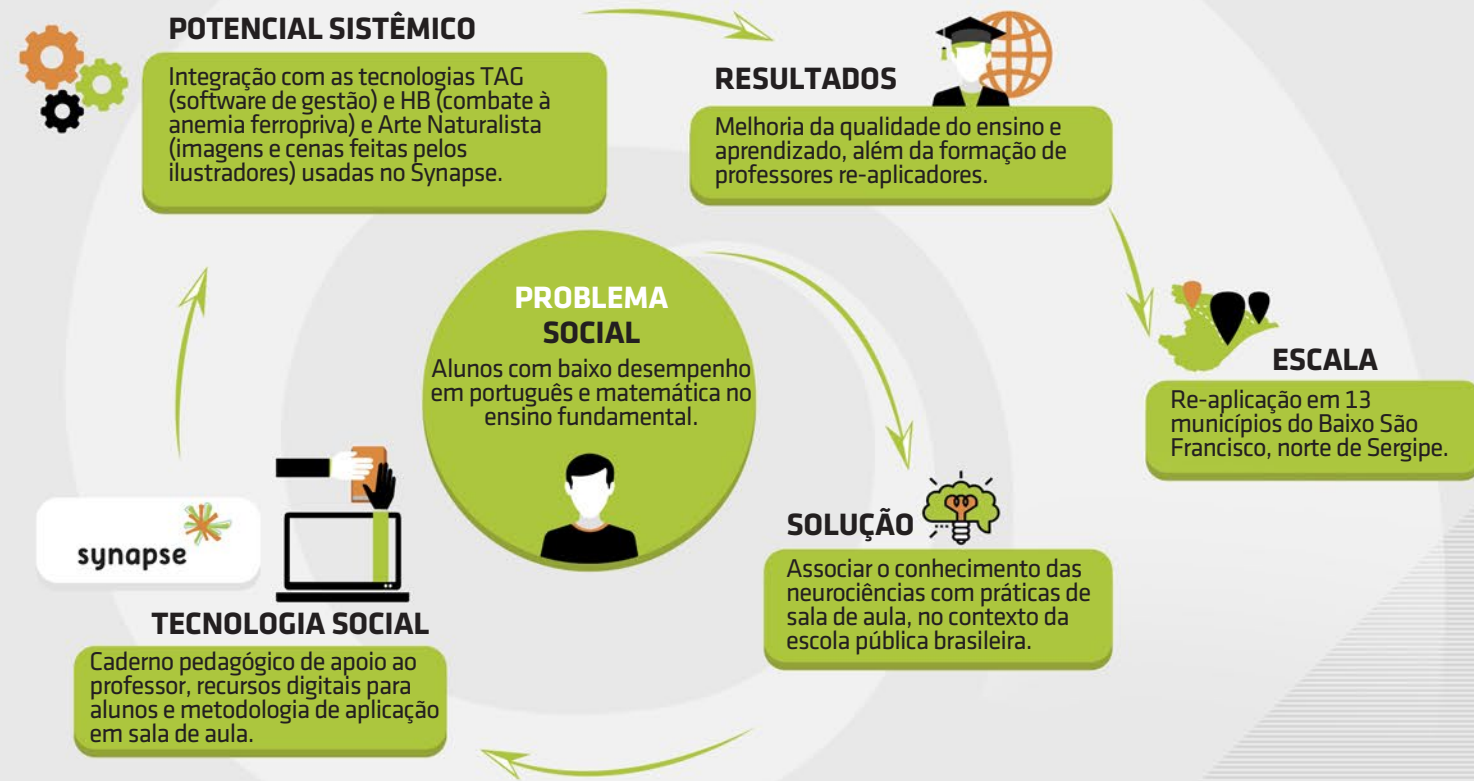 POTENCIAL SISTÊMICO
Integração com as tecnologias TAG
(software de gestão) e HB (combate à
anemia ferropriva) e Arte Naturalista
(imagens e cenas feitas pelos
ilustradores) usadas no Synapse.
RESULTADOS
Melhoria da qualidade do ensino e
aprendizado, além da formação de
professores re-aplicadores.
PROBLEMA
SOCIAL
Alunos com baixo desempenho
em português e matemática no
ensino fundamental.
ESCALA
Re-aplicação em 13
municípios do Baixo São
Francisco, norte de Sergipe.
SOLUÇÃO
Associar o conhecimento das
neurociências com práticas de
sala de aula, no contexto da
escola pública brasileira.
synapse
TECNOLOGIA SOCIAL
Caderno pedagógico de apoio ao
professor, recursos digitais para
alunos e metodologia de aplicação
em sala de aula.